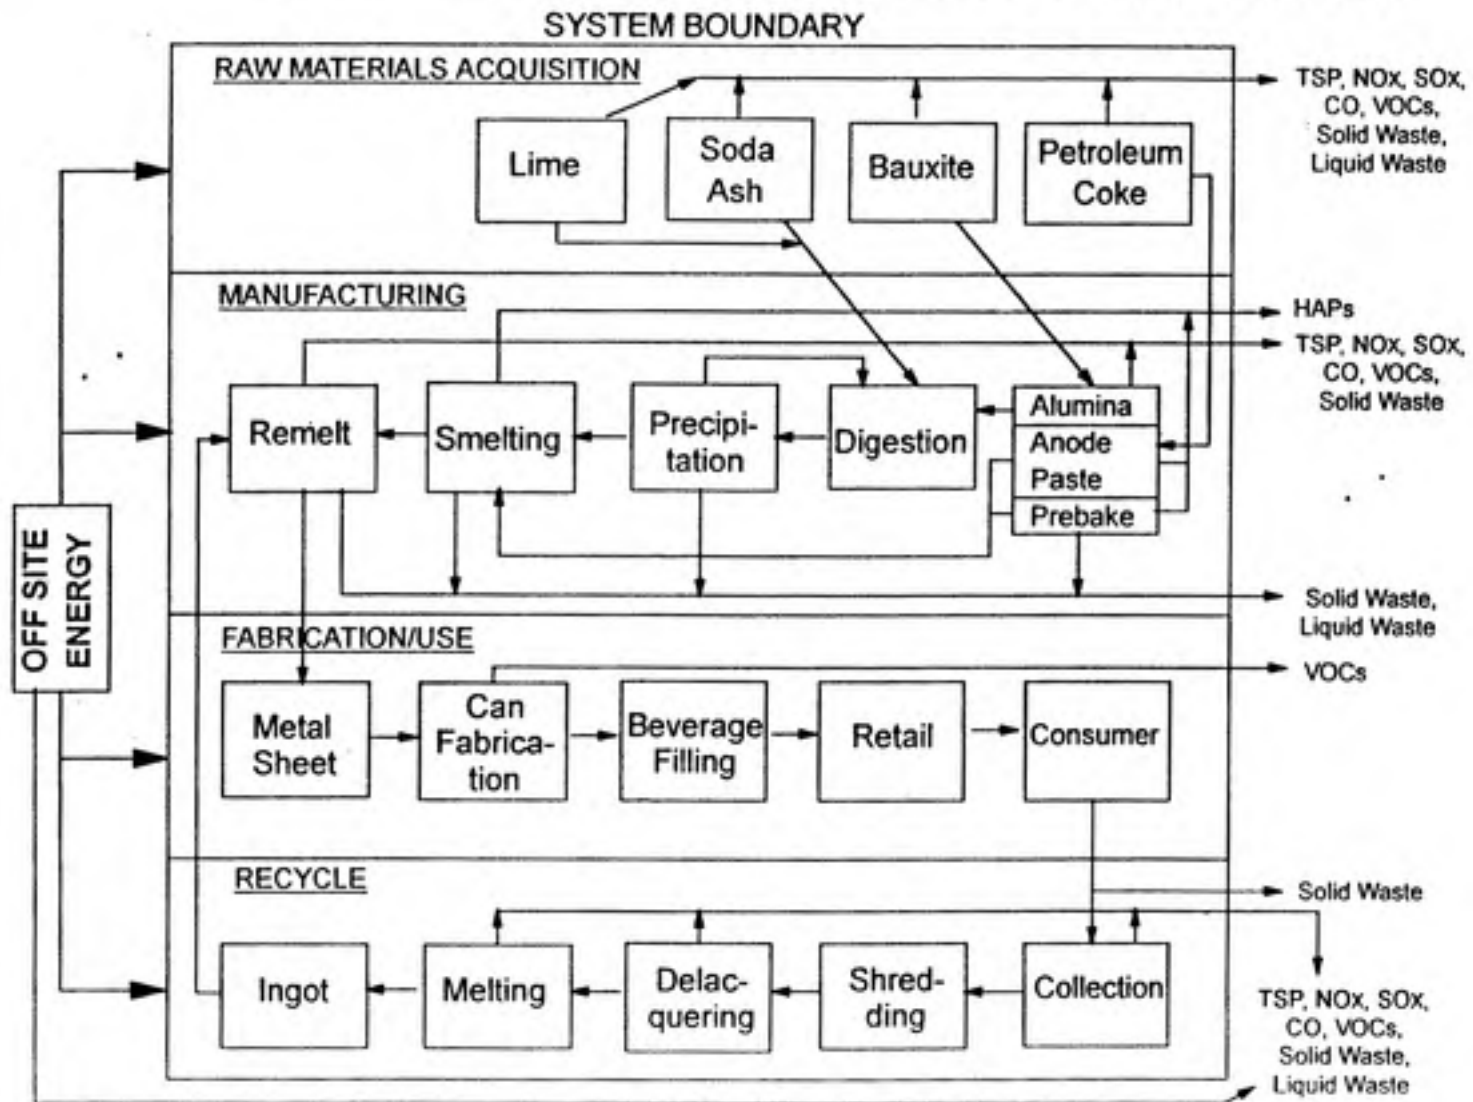 SYSTEM BOUNDARY
RAW MATERIALS ACQUISITION
TSP, NOx, SOx,
CO, VOCs,
Solid Waste,
Liquid Waste
Lime
Soda
Ash
Bauxite
Petroleum
Coke
MANUFACTURING
HAPs
TSP, NOx, SOx,
CO, VOCs,
Solid Waste
Remelt
Smelting
Precipi-
tation
Digestion
Alumina
Anode
Paste
Prebake
OFF SITE
ENERGY
Solid Waste,
Liquid Waste
FABRICATION/USE
VOCs
Metal
Sheet
Can
Fabrica-
tion
Beverage
Filling
Retail
Consumer
RECYCLE
Solid Waste
Ingot
Melting
Delac-
quering
Shred-
ding
Collection
TSP, NOx, SOx,
CO, VOCs,
Solid Waste,
Liquid Waste